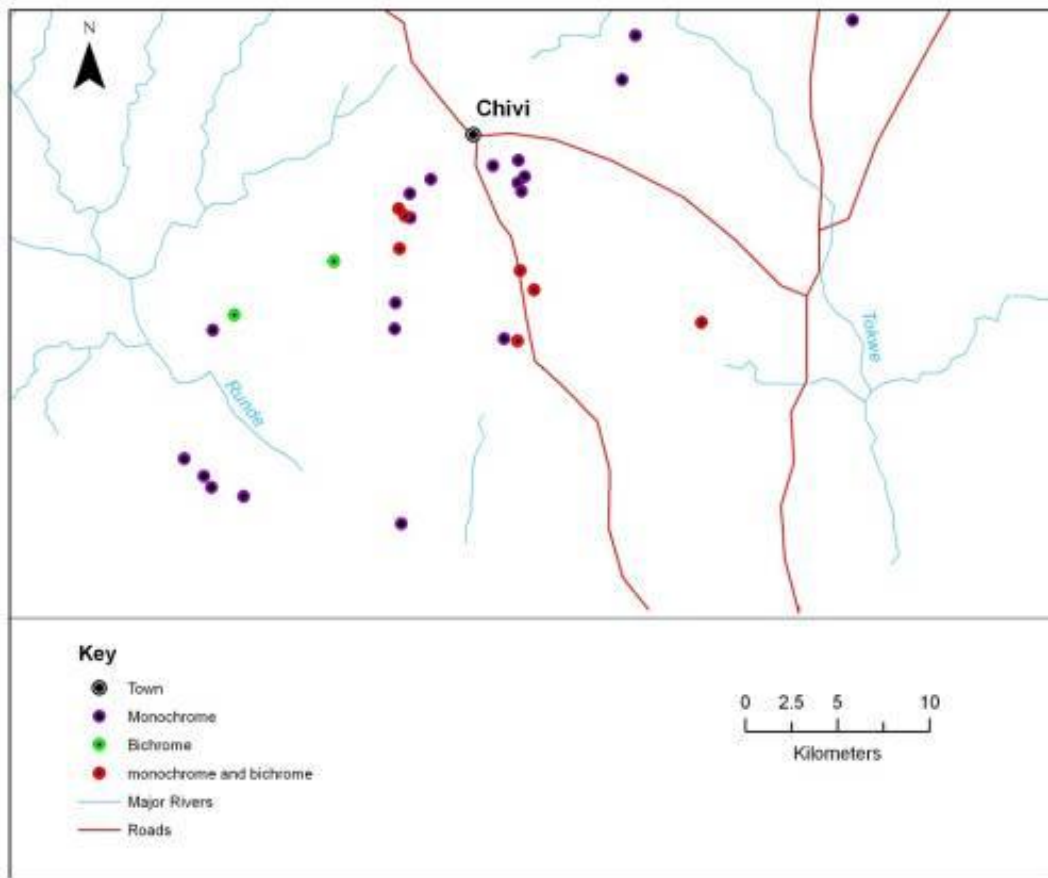 N
Chivi
Tokwe
Runde
Key
Town
Monochrome
Bichrome
monochrome and bichrome
Major Rivers
Roads
0 2.5 5 10
Kilometers